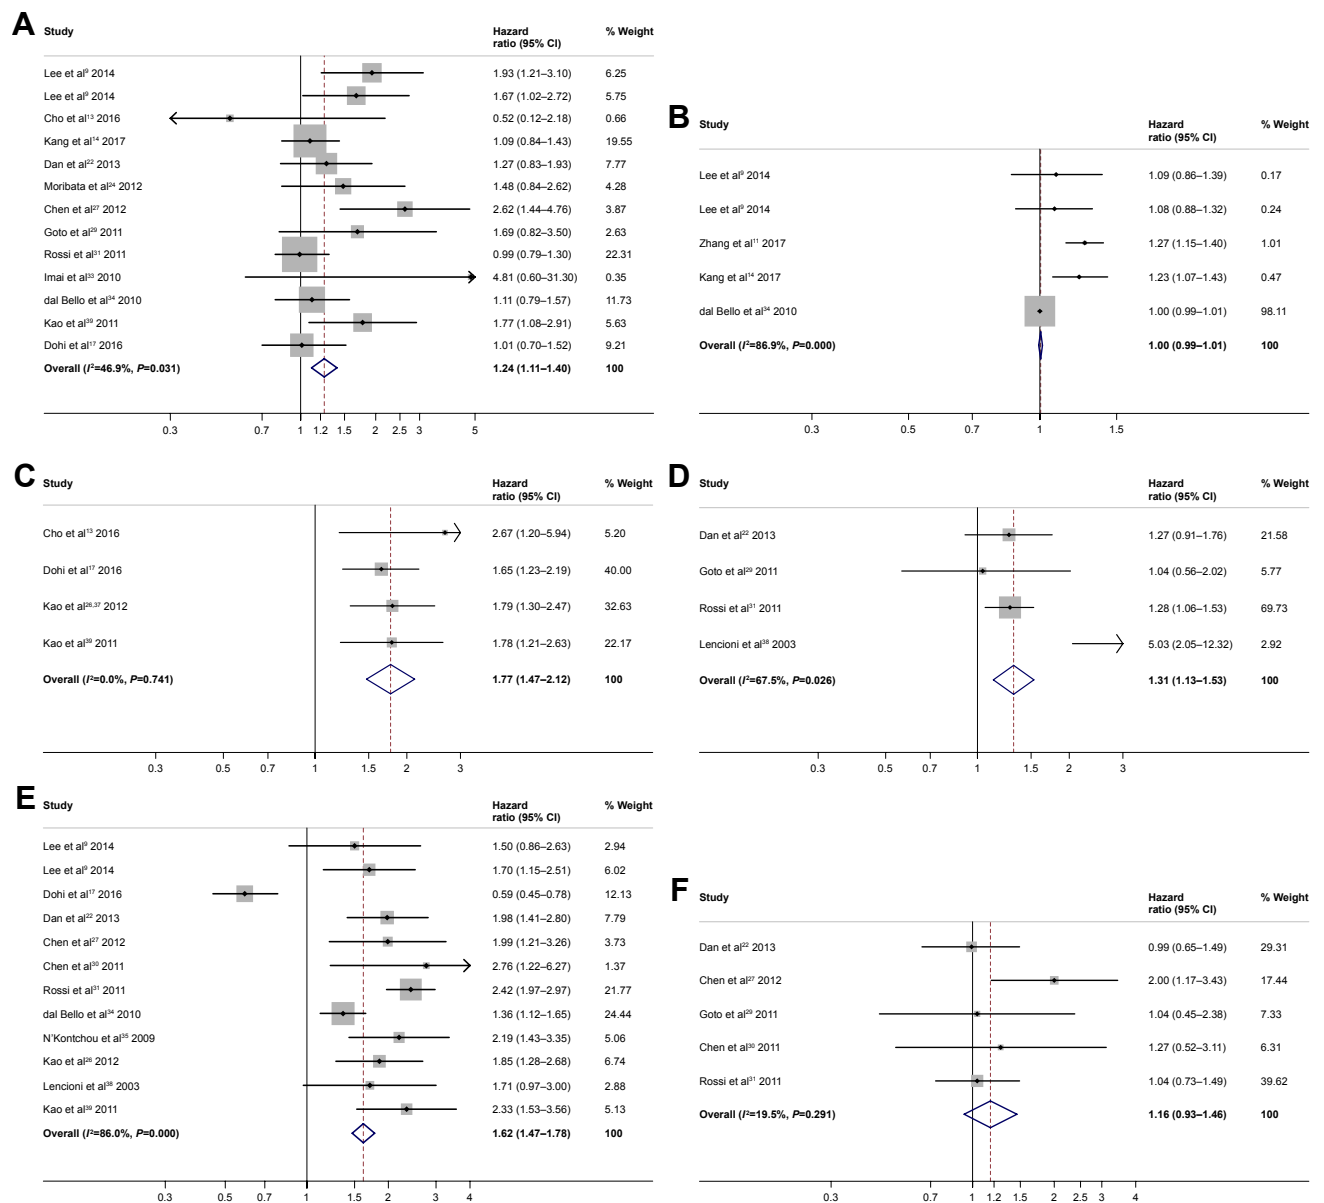 A
Study Hazard ratio (95% CI) % Weight
Lee et al⁹ 2014 1.93 (1.21–3.10) 6.25
Lee et al⁹ 2014 1.67 (1.02–2.72) 5.75
Cho et al¹³ 2016 0.52 (0.12–2.18) 0.66
Kang et al¹⁴ 2017 1.09 (0.84–1.43) 19.55
Dan et al²² 2013 1.27 (0.83–1.93) 7.77
Moribata et al²⁴ 2012 1.48 (0.84–2.62) 4.28
Chen et al²⁷ 2012 2.62 (1.44–4.76) 3.87
Goto et al²⁹ 2011 1.69 (0.82–3.50) 2.63
Rossi et al³¹ 2011 0.99 (0.79–1.30) 22.31
Imai et al³³ 2010 4.81 (0.60–31.30) 0.35
dal Bello et al³⁴ 2010 1.11 (0.79–1.57) 11.73
Kao et al³⁹ 2011 1.77 (1.08–2.91) 5.63
Dohi et al¹⁷ 2016 1.01 (0.70–1.52) 9.21
Overall (I²=46.9%, P=0.031) 1.24 (1.11–1.40) 100
0.3 0.7 1 1.2 1.5 2 2.5 3 5
B
Study Hazard ratio (95% CI) % Weight
Lee et al⁹ 2014 1.09 (0.86–1.39) 0.17
Lee et al⁹ 2014 1.08 (0.88–1.32) 0.24
Zhang et al¹¹ 2017 1.27 (1.15–1.40) 1.01
Kang et al¹⁴ 2017 1.23 (1.07–1.43) 0.47
dal Bello et al³⁴ 2010 1.00 (0.99–1.01) 98.11
Overall (I²=86.9%, P=0.000) 1.00 (0.99–1.01) 100
0.3 0.5 0.7 1 1.5
C
Study Hazard ratio (95% CI) % Weight
Cho et al¹³ 2016 2.67 (1.20–5.94) 5.20
Dohi et al¹⁷ 2016 1.65 (1.23–2.19) 40.00
Kao et al²⁶,³⁷ 2012 1.79 (1.30–2.47) 32.63
Kao et al³⁹ 2011 1.78 (1.21–2.63) 22.17
Overall (I²=0.0%, P=0.741) 1.77 (1.47–2.12) 100
0.3 0.5 0.7 1 1.5 2 3
D
Study Hazard ratio (95% CI) % Weight
Dan et al²² 2013 1.27 (0.91–1.76) 21.58
Goto et al²⁹ 2011 1.04 (0.56–2.02) 5.77
Rossi et al³¹ 2011 1.28 (1.06–1.53) 69.73
Lencioni et al³⁸ 2003 5.03 (2.05–12.32) 2.92
Overall (I²=67.5%, P=0.026) 1.31 (1.13–1.53) 100
0.3 0.5 0.7 1 1.5 2 3
E
Study Hazard ratio (95% CI) % Weight
Lee et al⁹ 2014 1.50 (0.86–2.63) 2.94
Lee et al⁹ 2014 1.70 (1.15–2.51) 6.02
Dohi et al¹⁷ 2016 0.59 (0.45–0.78) 12.13
Dan et al²² 2013 1.98 (1.41–2.80) 7.79
Chen et al²⁷ 2012 1.99 (1.21–3.26) 3.73
Chen et al³⁰ 2011 2.76 (1.22–6.27) 1.37
Rossi et al³¹ 2011 2.42 (1.97–2.97) 21.77
dal Bello et al³⁴ 2010 1.36 (1.12–1.65) 24.44
N'Kontchou et al³⁵ 2009 2.19 (1.43–3.35) 5.06
Kao et al²⁶ 2012 1.85 (1.28–2.68) 6.74
Lencioni et al³⁸ 2003 1.71 (0.97–3.00) 2.88
Kao et al³⁹ 2011 2.33 (1.53–3.56) 5.13
Overall (I²=86.0%, P=0.000) 1.62 (1.47–1.78) 100
0.3 0.5 0.7 1 1.5 2 3 4
F
Study Hazard ratio (95% CI) % Weight
Dan et al²² 2013 0.99 (0.65–1.49) 29.31
Chen et al²⁷ 2012 2.00 (1.17–3.43) 17.44
Goto et al²⁹ 2011 1.04 (0.45–2.38) 7.33
Chen et al³⁰ 2011 1.27 (0.52–3.11) 6.31
Rossi et al³¹ 2011 1.04 (0.73–1.49) 39.62
Overall (I²=19.5%, P=0.291) 1.16 (0.93–1.46) 100
0.3 0.7 1 1.2 1.5 2 2.5 3 4